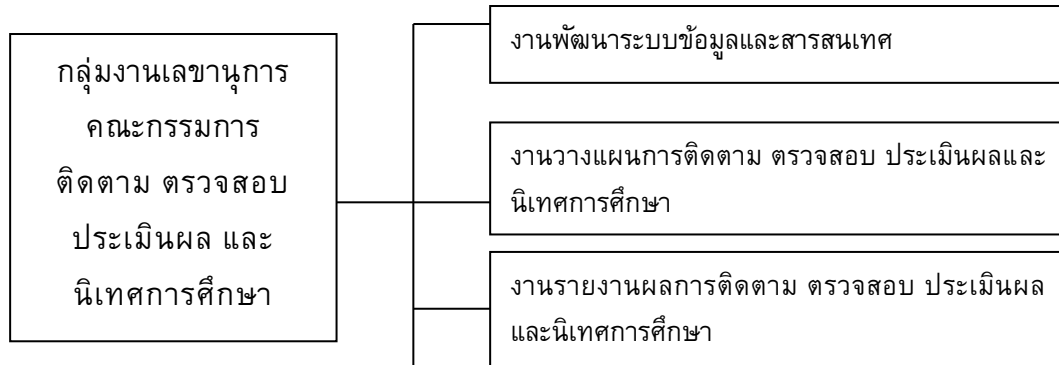 กลุ่มงานเลขานุการ
คณะกรรมการ
ติดตาม ตรวจสอบ
ประเมินผล และ
นิเทศการศึกษา
งานพัฒนาระบบข้อมูลและสารสนเทศ
งานวางแผนการติดตาม ตรวจสอบ ประเมินผลและ
นิเทศการศึกษา
งานรายงานผลการติดตาม ตรวจสอบ ประเมินผล
และนิเทศการศึกษา